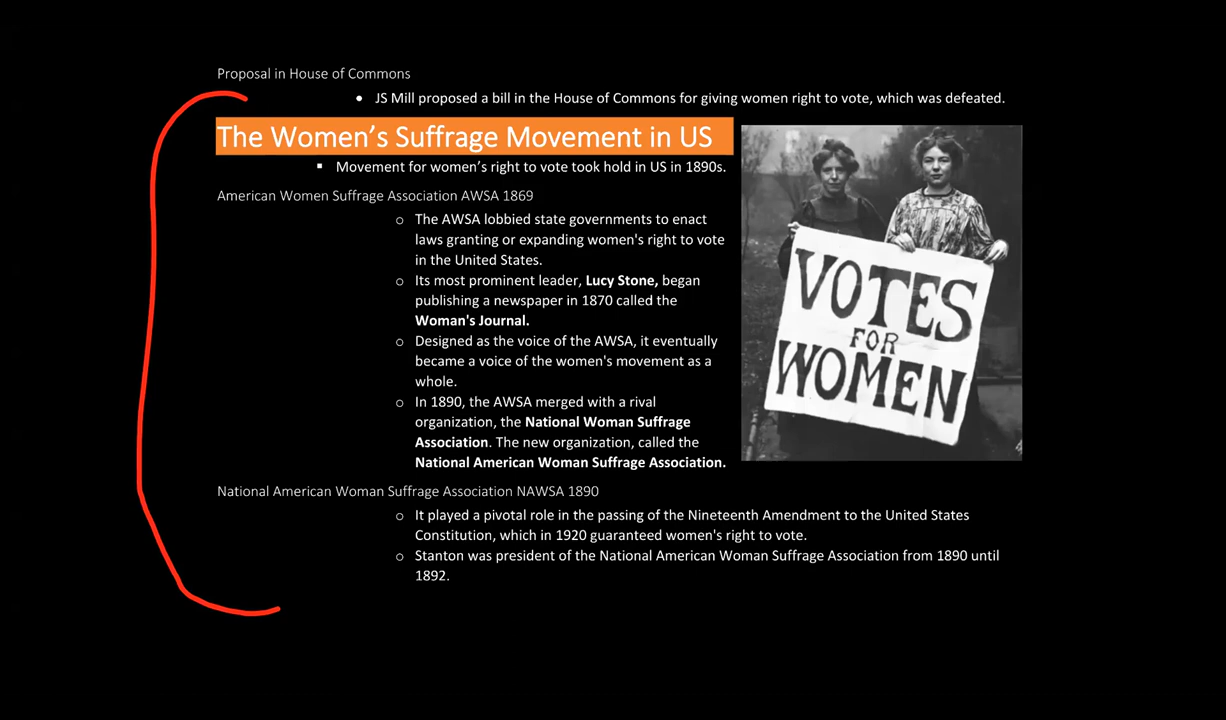 Proposal in House of Commons
• JS Mill proposed a bill in the House of Commons for giving women right to vote, which was defeated.
The Women’s Suffrage Movement in US
▪ Movement for women’s right to vote took hold in US in 1890s.
American Women Suffrage Association AWSA 1869
o The AWSA lobbied state governments to enact
laws granting or expanding women's right to vote
in the United States.
o Its most prominent leader, Lucy Stone, began
publishing a newspaper in 1870 called the
Woman's Journal.
o Designed as the voice of the AWSA, it eventually
became a voice of the women's movement as a
whole.
o In 1890, the AWSA merged with a rival
organization, the National Woman Suffrage
Association. The new organization, called the
National American Woman Suffrage Association.
VOTES
FOR
WOMEN
National American Woman Suffrage Association NAWSA 1890
o It played a pivotal role in the passing of the Nineteenth Amendment to the United States
Constitution, which in 1920 guaranteed women's right to vote.
o Stanton was president of the National American Woman Suffrage Association from 1890 until
1892.